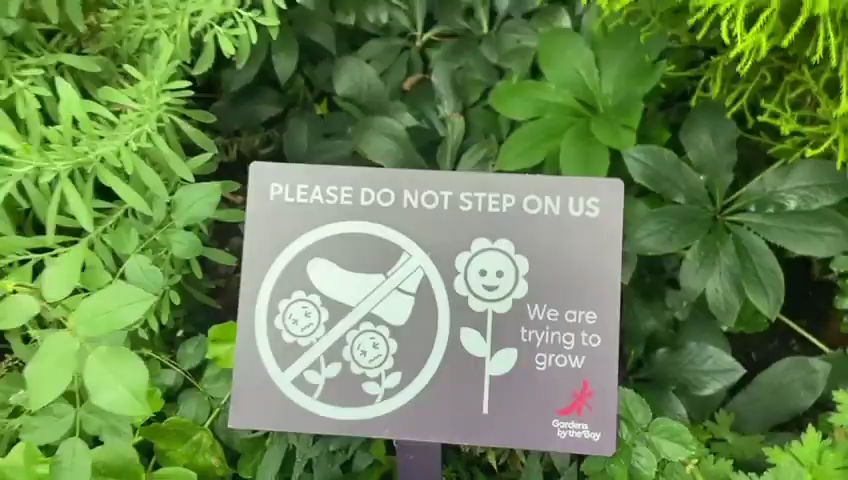 PLEASE DO NOT STEP ON US
We are
trying to
grow
Gardens
by the Bay